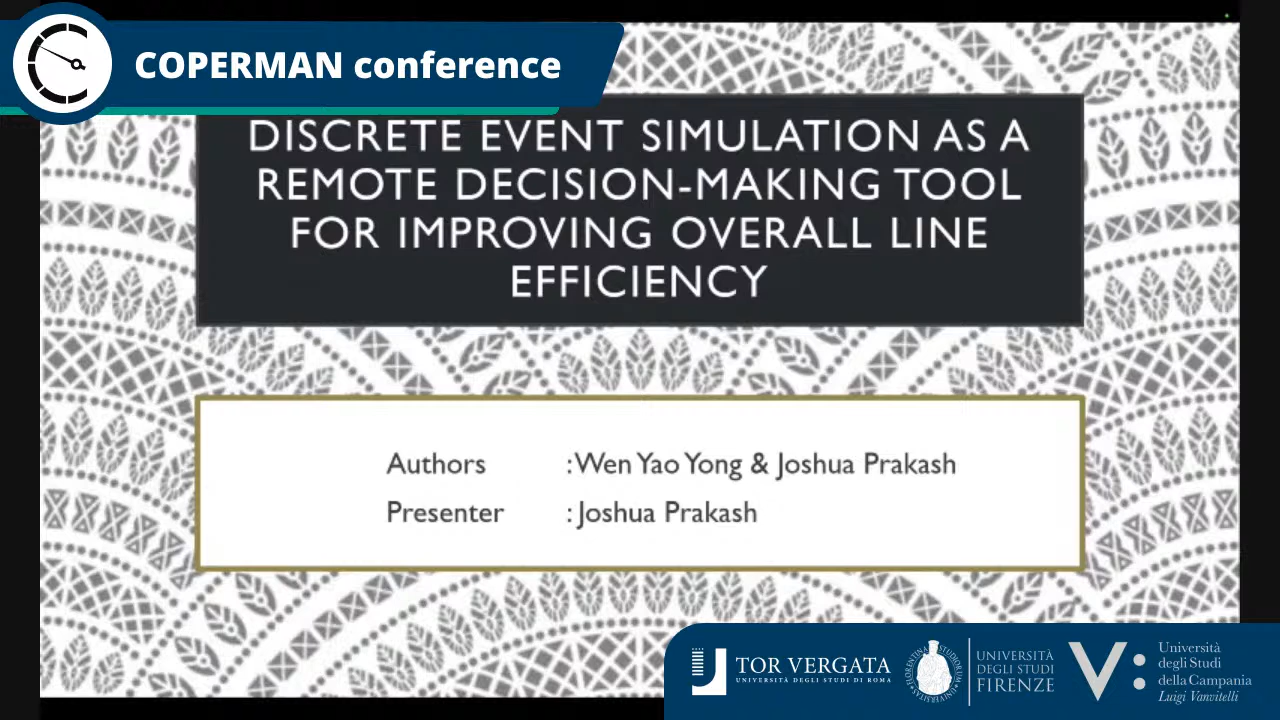 COPERMAN conference
DISCRETE EVENT SIMULATION AS A
REMOTE DECISION-MAKING TOOL
FOR IMPROVING OVERALL LINE
EFFICIENCY
Authors : Wen Yao Yong & Joshua Prakash
Presenter : Joshua Prakash
TOR VERGATA
UNIVERSITÀ DEGLI STUDI DI ROMA
UNIVERSITÀ
DEGLI STUDI
FIRENZE
V:
Università
degli Studi
della Campania
Luigi Vanvitelli